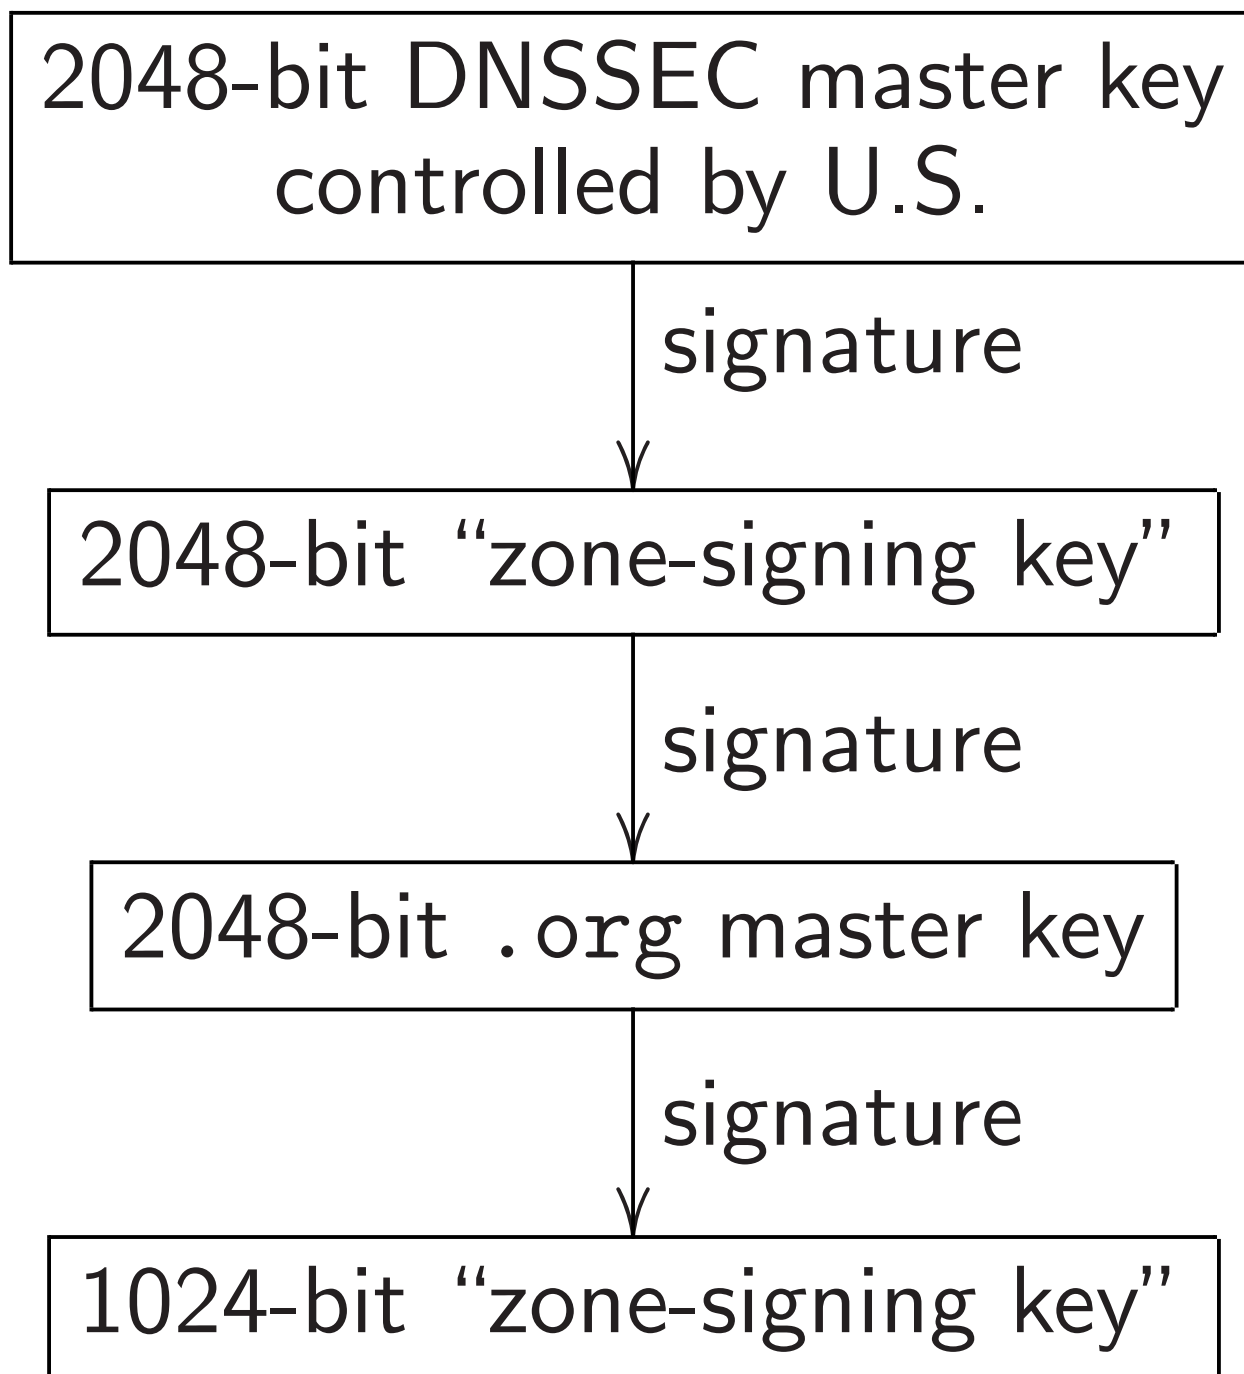 2048-bit DNSSEC master key
controlled by U.S.
signature
2048-bit “zone-signing key”
signature
2048-bit .org master key
signature
1024-bit “zone-signing key”